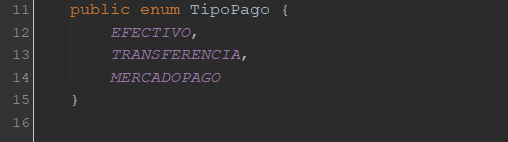 11 public enum TipoPago {
12 EFECTIVO,
13 TRANSFERENCIA,
14 MERCADOPAGO
15 }
16